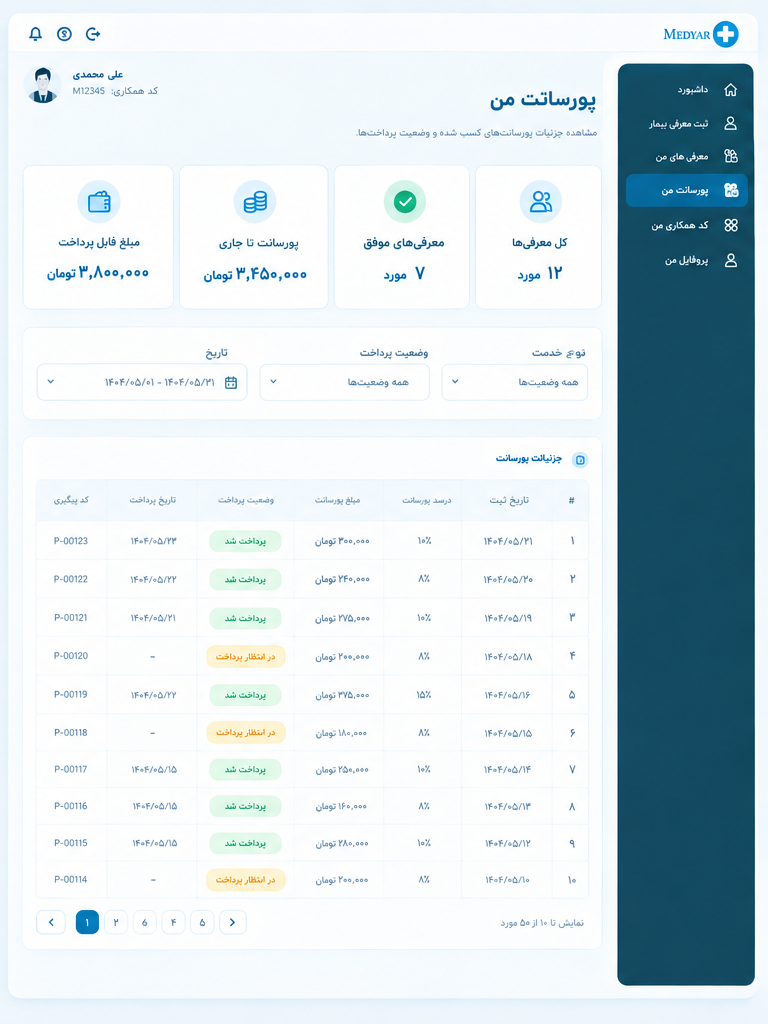 MEDYAR
داشبورد
ثبت معرفی بیمار
معرفی های من
پورسانت من
کد همکاری من
پروفایل من
علی محمدی
کد همکاری: M12345
پورساتت من
مشاهده جزئیات پورسانت‌های کسب شده و وضعیت پرداخت‌ها.
کل معرفی‌ها
۱۲ مورد
معرفی‌های موفق
۷ مورد
پورسانت تا جاری
۳,۴۵۰,۰۰۰ تومان
مبلغ قابل پرداخت
۳,۸۰۰,۰۰۰ تومان
نوع خدمت
همه وضعیت‌ها
وضعیت پرداخت
همه وضعیت‌ها
تاریخ
۱۴۰۴/۰۵/۰۱ – ۱۴۰۴/۰۵/۳۱
جزئیات پورسانت
# تاریخ ثبت درسد پورسانت مبلغ پورسانت وضعیت پرداخت تاریخ پرداخت کد پیگیری
۱ ۱۴۰۴/۰۵/۲۱ ۱۰٪ ۳۰۰,۰۰۰ تومان پرداخت شد ۱۴۰۴/۰۵/۲۳ P-00123
۲ ۱۴۰۴/۰۵/۲۰ ۸٪ ۲۴۰,۰۰۰ تومان پرداخت شد ۱۴۰۴/۰۵/۲۲ P-00122
۳ ۱۴۰۴/۰۵/۱۹ ۱۰٪ ۲۷۵,۰۰۰ تومان پرداخت شد ۱۴۰۴/۰۵/۲۱ P-00121
۴ ۱۴۰۴/۰۵/۱۸ ۸٪ ۲۰۰,۰۰۰ تومان در انتظار پرداخت – P-00120
۵ ۱۴۰۴/۰۵/۱۶ ۱۵٪ ۳۷۵,۰۰۰ تومان پرداخت شد ۱۴۰۴/۰۵/۲۲ P-00119
۶ ۱۴۰۴/۰۵/۱۵ ۸٪ ۱۸۰,۰۰۰ تومان در انتظار پرداخت – P-00118
۷ ۱۴۰۴/۰۵/۱۴ ۱۰٪ ۲۵۰,۰۰۰ تومان پرداخت شد ۱۴۰۴/۰۵/۱۵ P-00117
۸ ۱۴۰۴/۰۵/۱۳ ۸٪ ۱۶۰,۰۰۰ تومان پرداخت شد ۱۴۰۴/۰۵/۱۵ P-00116
۹ ۱۴۰۴/۰۵/۱۲ ۱۰٪ ۲۸۰,۰۰۰ تومان پرداخت شد ۱۴۰۴/۰۵/۱۵ P-00115
۱۰ ۱۴۰۴/۰۵/۱۰ ۸٪ ۲۰۰,۰۰۰ تومان در انتظار پرداخت – P-00114
نمایش تا ۱۰ از ۵۰ مورد
۱ ۲ 6 ۴ ۵